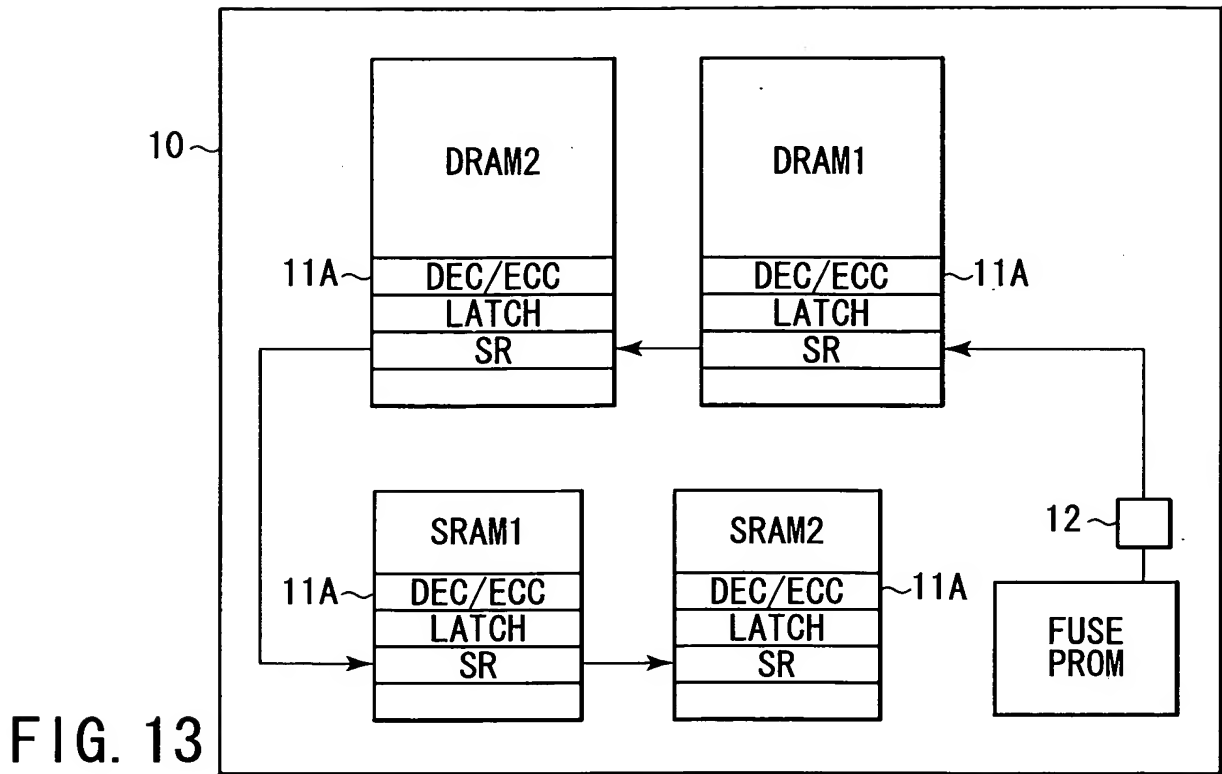 10
DRAM2
11A
DEC/ECC
LATCH
SR
DRAM1
DEC/ECC
11A
LATCH
SR
SRAM1
11A
DEC/ECC
LATCH
SR
SRAM2
DEC/ECC
11A
LATCH
SR
12
FUSE
PROM
FIG. 13